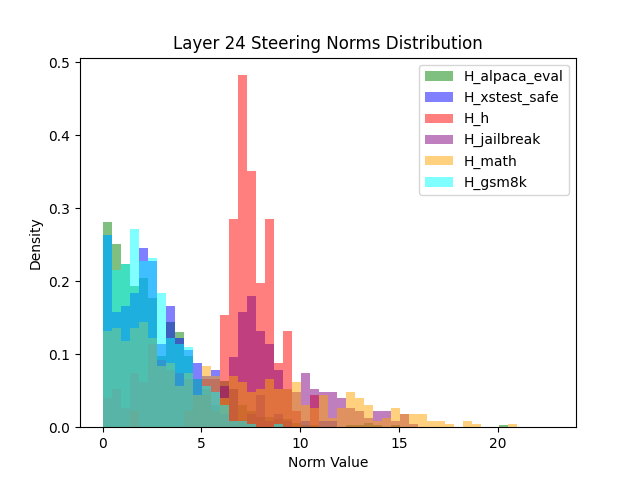 Layer 24 Steering Norms Distribution
0.5
0.4
0.3
0.2
0.1
0.0
Density
0
5
10
15
20
Norm Value
H_alpaca_eval
H_xstest_safe
H_h
H_jailbreak
H_math
H_gsm8k